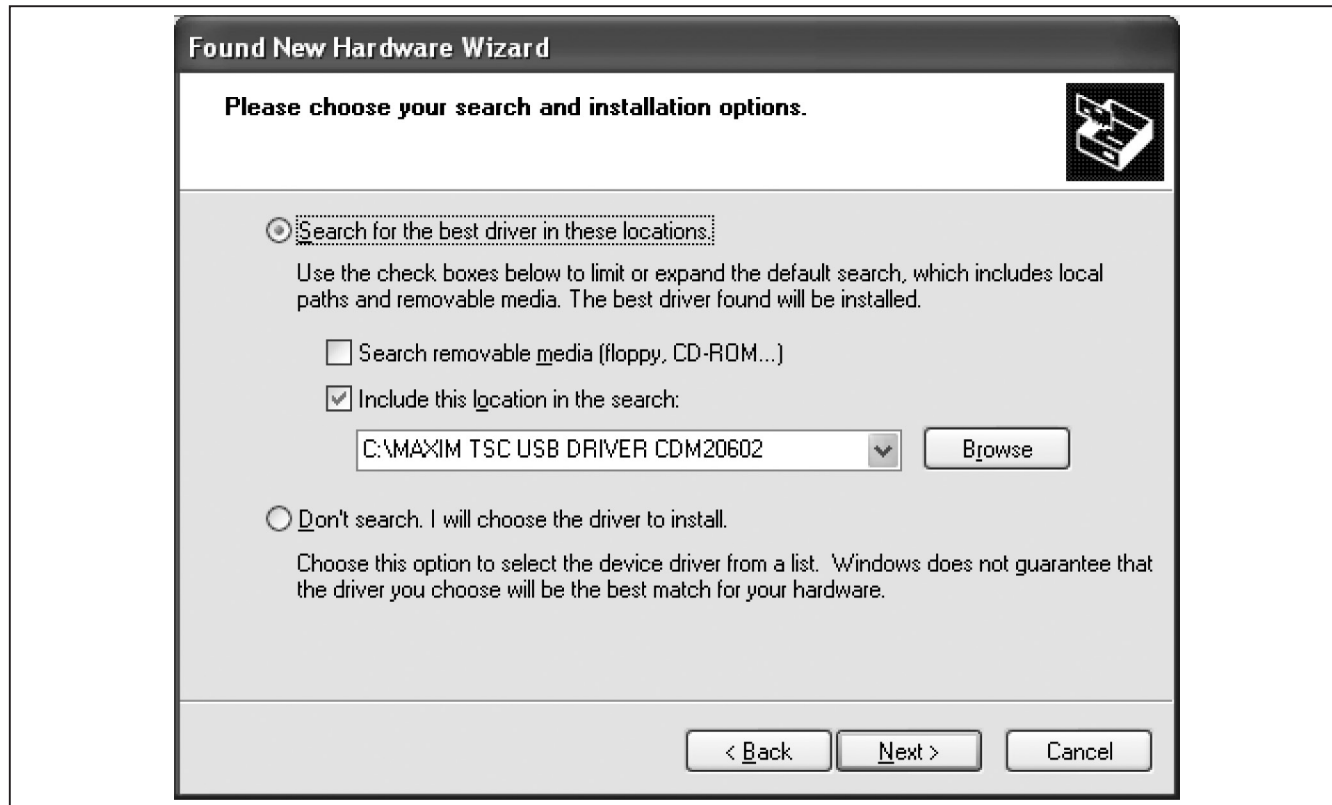 Found New Hardware Wizard
Please choose your search and installation options.
Search for the best driver in these locations.
Use the check boxes below to limit or expand the default search, which includes local
paths and removable media. The best driver found will be installed.
Search removable media (floppy, CD-ROM...)
Include this location in the search:
C:\MAXIM TSC USB DRIVER CDM20602
Browse
Don't search. I will choose the driver to install.
Choose this option to select the device driver from a list.  Windows does not guarantee that
the driver you choose will be the best match for your hardware.
< Back
Next >
Cancel